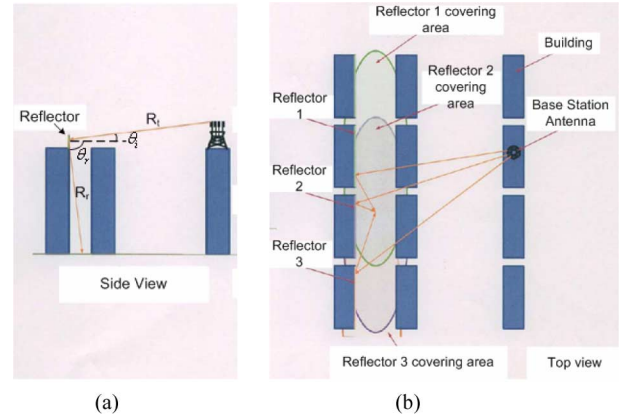 Reflector
Rₜ
θᵢ
θᵣ
Rᵣ
Side View
(a)
Reflector 1 covering
area
Building
Reflector 2
covering
area
Reflector
1
Base Station
Antenna
Reflector
2
Reflector
3
Reflector 3 covering area
Top view
(b)